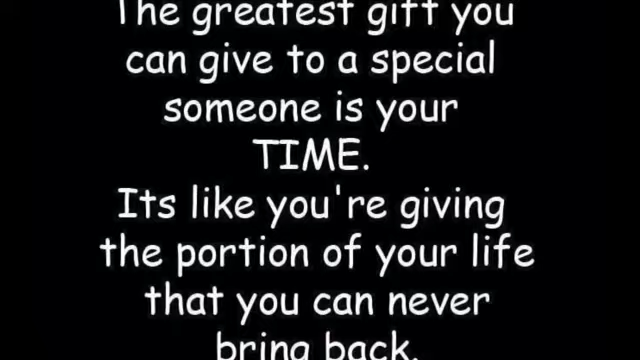 The greatest gift you
can give to a special
someone is your
TIME.
Its like you're giving
the portion of your life
that you can never
bring back.